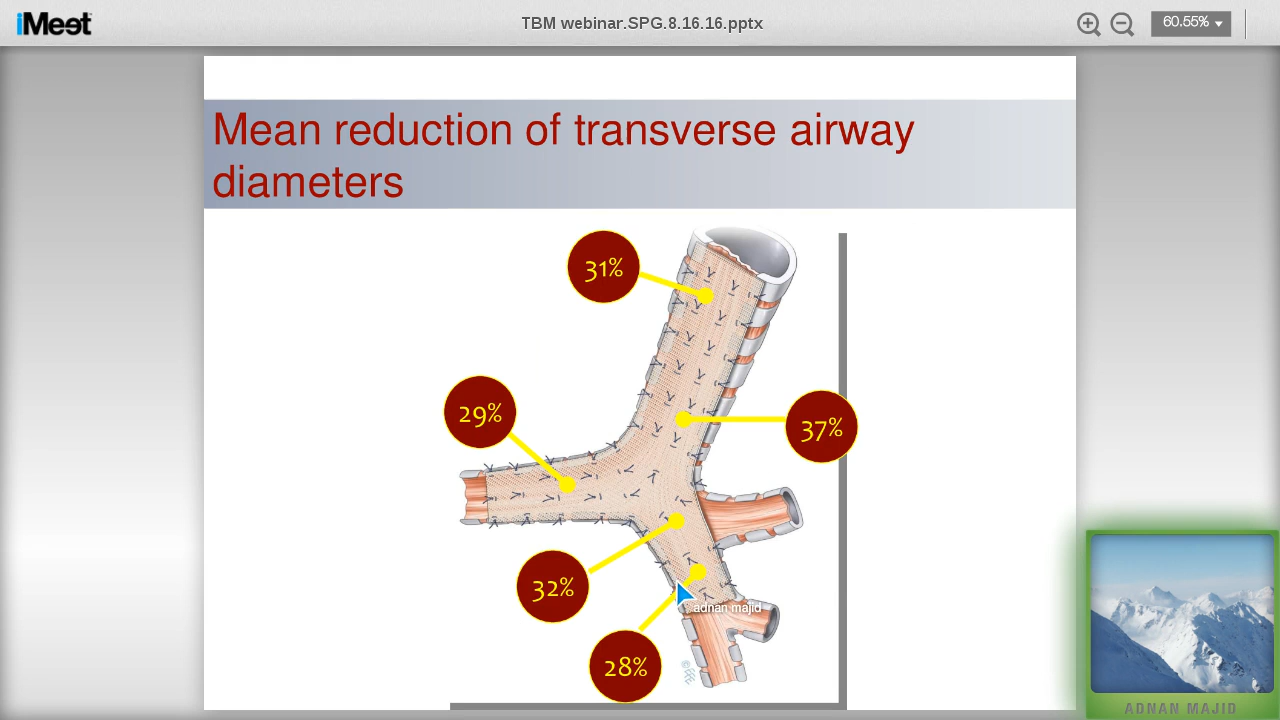 iMeet
TBM webinar.SPG.8.16.16.pptx
60.55%
Mean reduction of transverse airway
diameters
31%
29%
37%
32%
28%
adnan majid
ADNAN MAJID